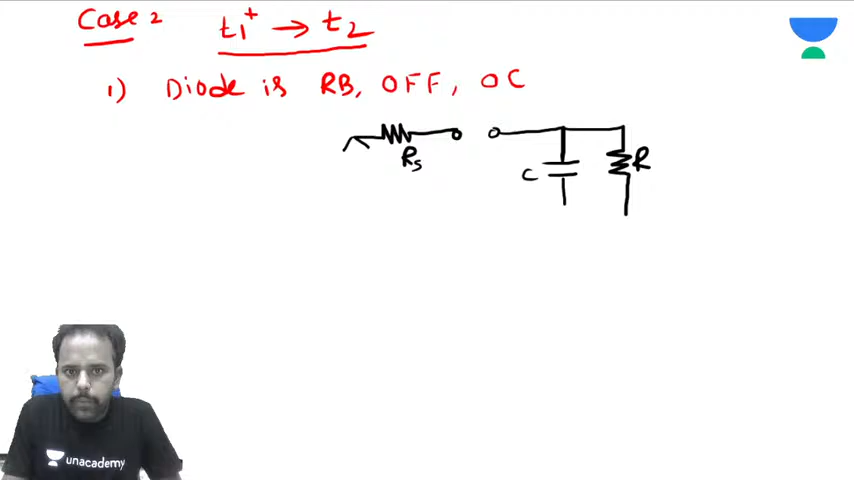 Case 2 t1+ → t2
1) Diode is RB, OFF, OC
Rs
C
R
unacademy